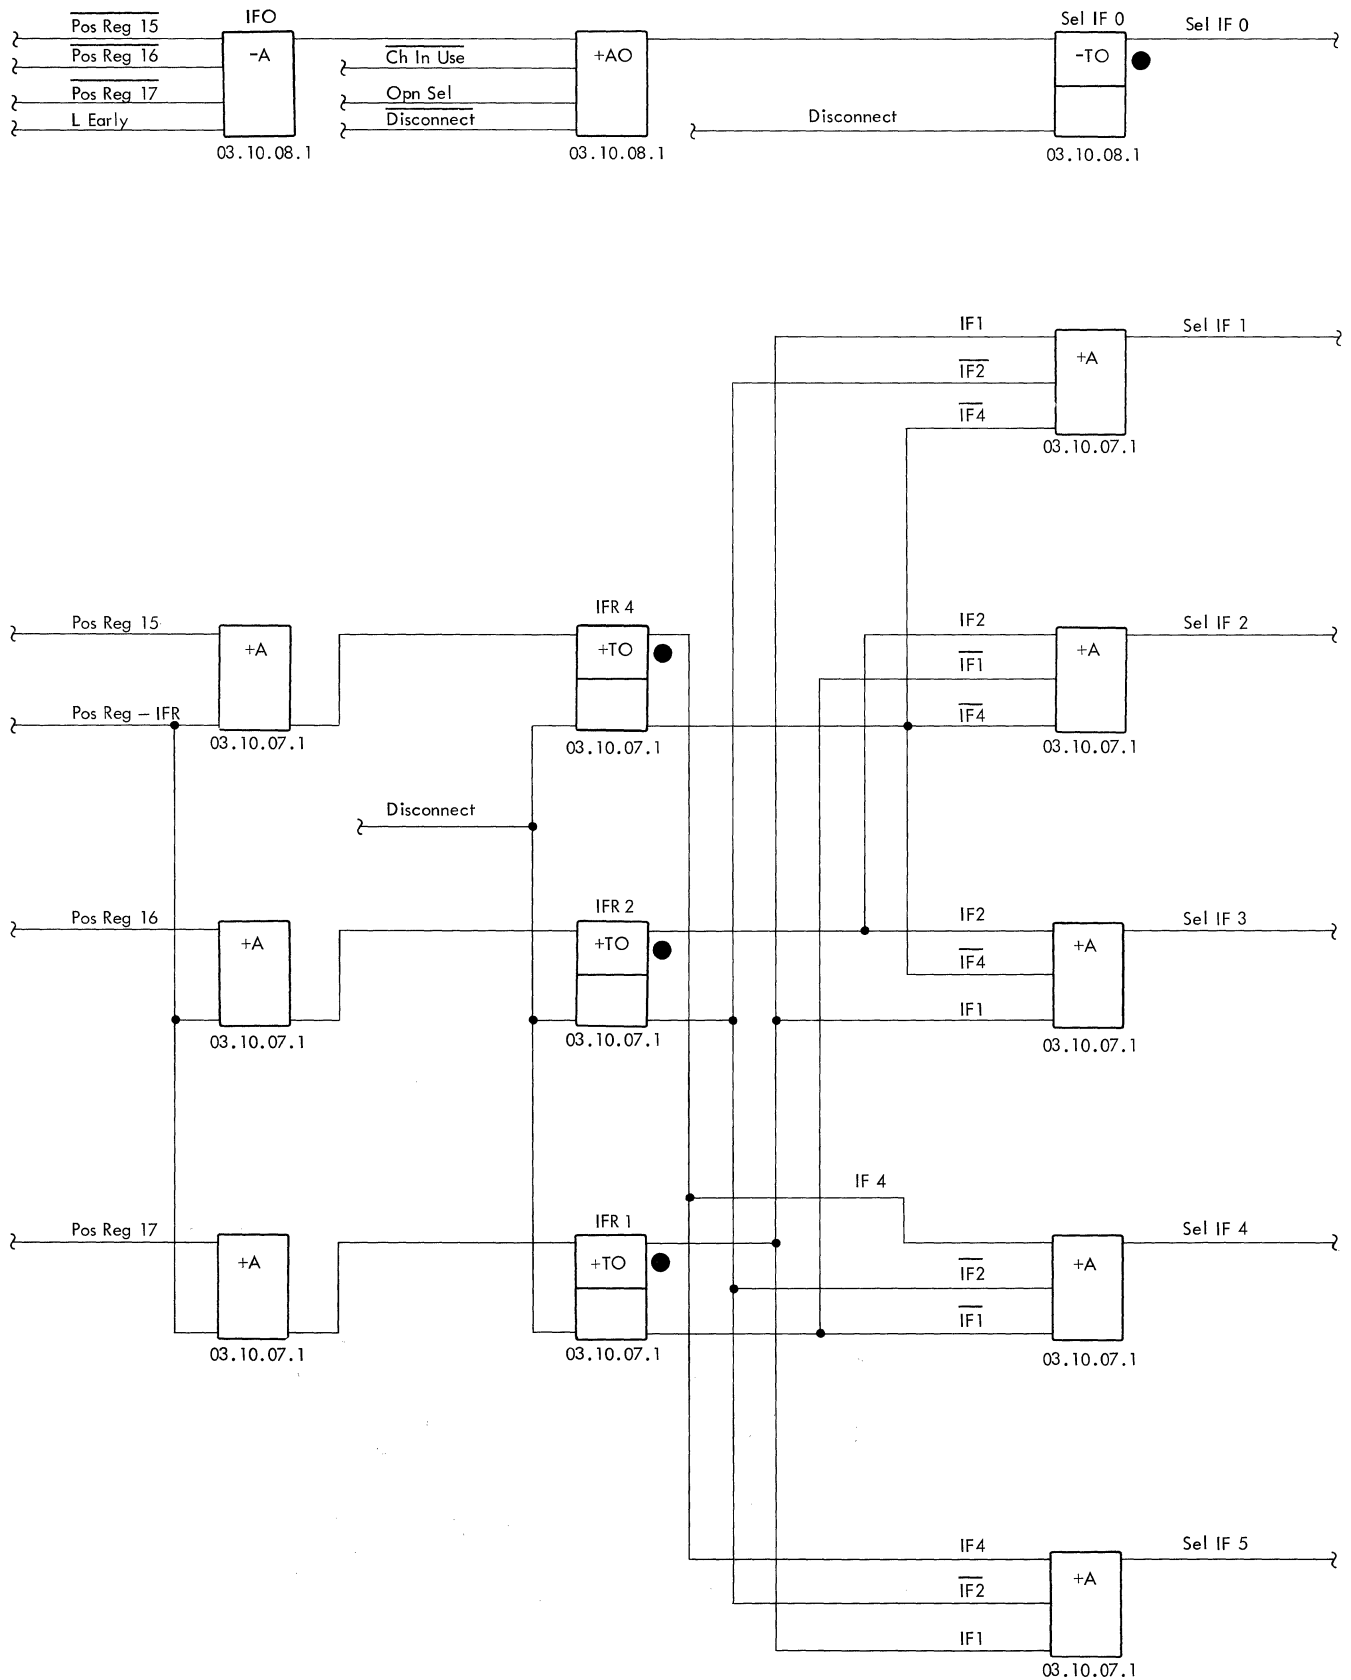 Pos Reg 15
Pos Reg 16
Pos Reg 17
L Early
IFO
-A
03.10.08.1
Ch In Use
Opn Sel
Disconnect
+AO
03.10.08.1
Disconnect
Sel IF 0
-TO
03.10.08.1
Sel IF 0
IF1
IF2
IF4
+A
03.10.07.1
Sel IF 1
Pos Reg 15
Pos Reg – IFR
+A
03.10.07.1
IFR 4
+TO
03.10.07.1
IF2
IF1
IF4
+A
03.10.07.1
Sel IF 2
Disconnect
Pos Reg 16
+A
03.10.07.1
IFR 2
+TO
03.10.07.1
IF2
IF4
IF1
+A
03.10.07.1
Sel IF 3
Pos Reg 17
+A
03.10.07.1
IFR 1
+TO
03.10.07.1
IF 4
IF2
IF1
+A
03.10.07.1
Sel IF 4
IF4
IF2
IF1
+A
03.10.07.1
Sel IF 5